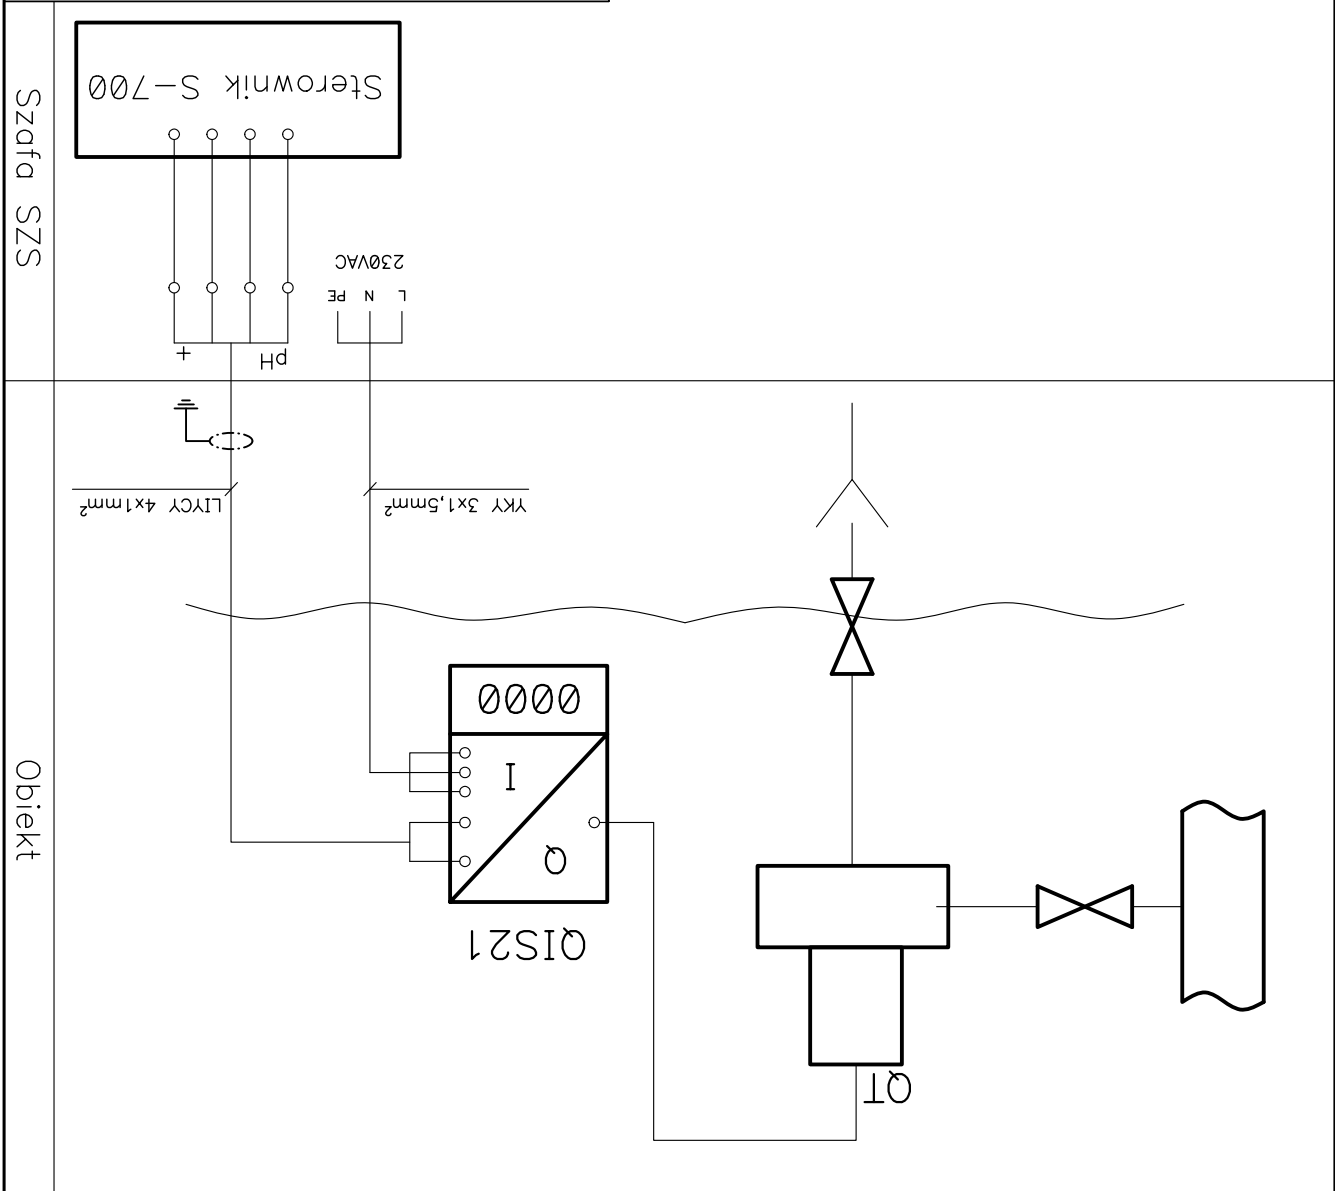 Szafa SZS
Sterownik S-700
230VAC
L N PE
+
pH
LIYCY 4x1mm²
YKY 3x1,5mm²
Obiekt
0000
I
Q
QIS21
QT